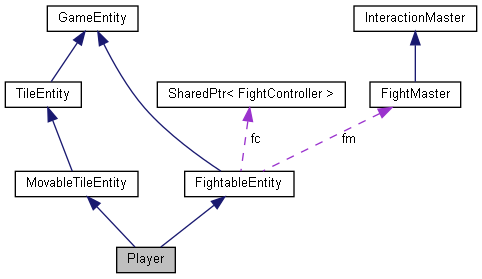 GameEntity
InteractionMaster
TileEntity
SharedPtr< FightController >
FightMaster
fc
fm
MovableTileEntity
FightableEntity
Player